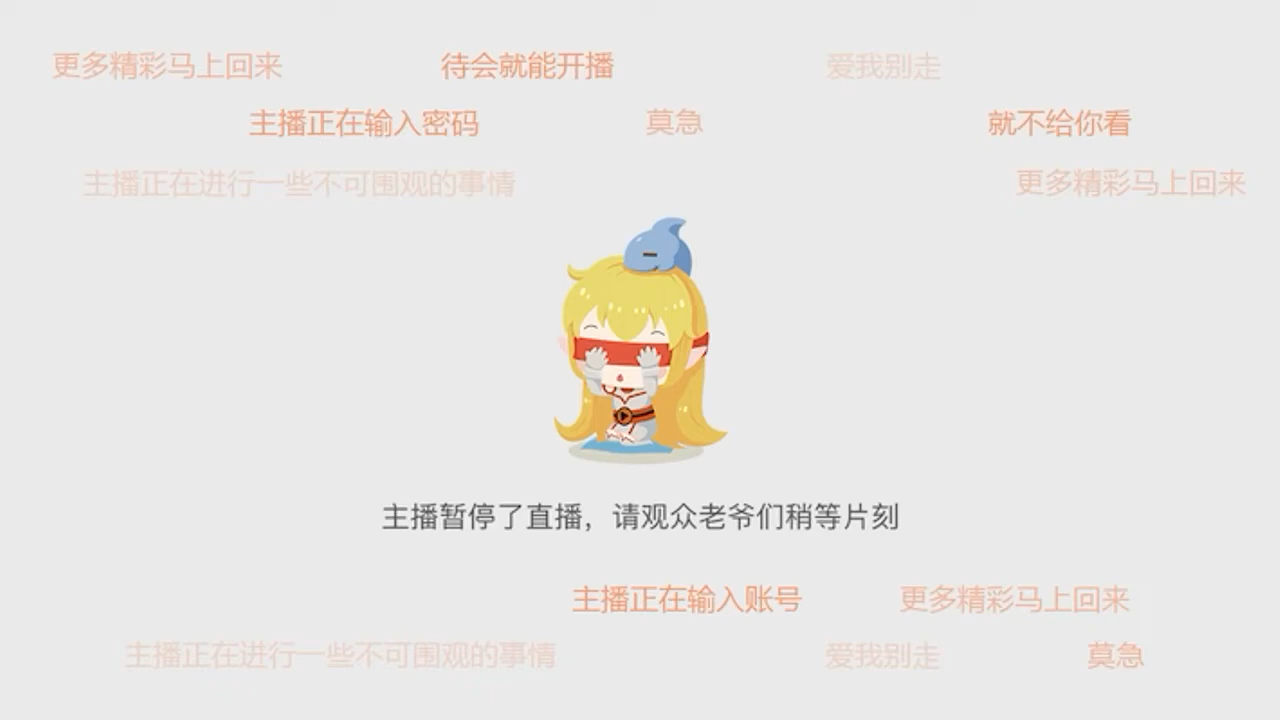 更多精彩马上回来
待会就能开播
爱我别走
主播正在输入密码
莫急
就不给你看
主播正在进行一些不可围观的事情
更多精彩马上回来
主播暂停了直播，请观众老爷们稍等片刻
主播正在输入账号
更多精彩马上回来
主播正在进行一些不可围观的事情
爱我别走
莫急